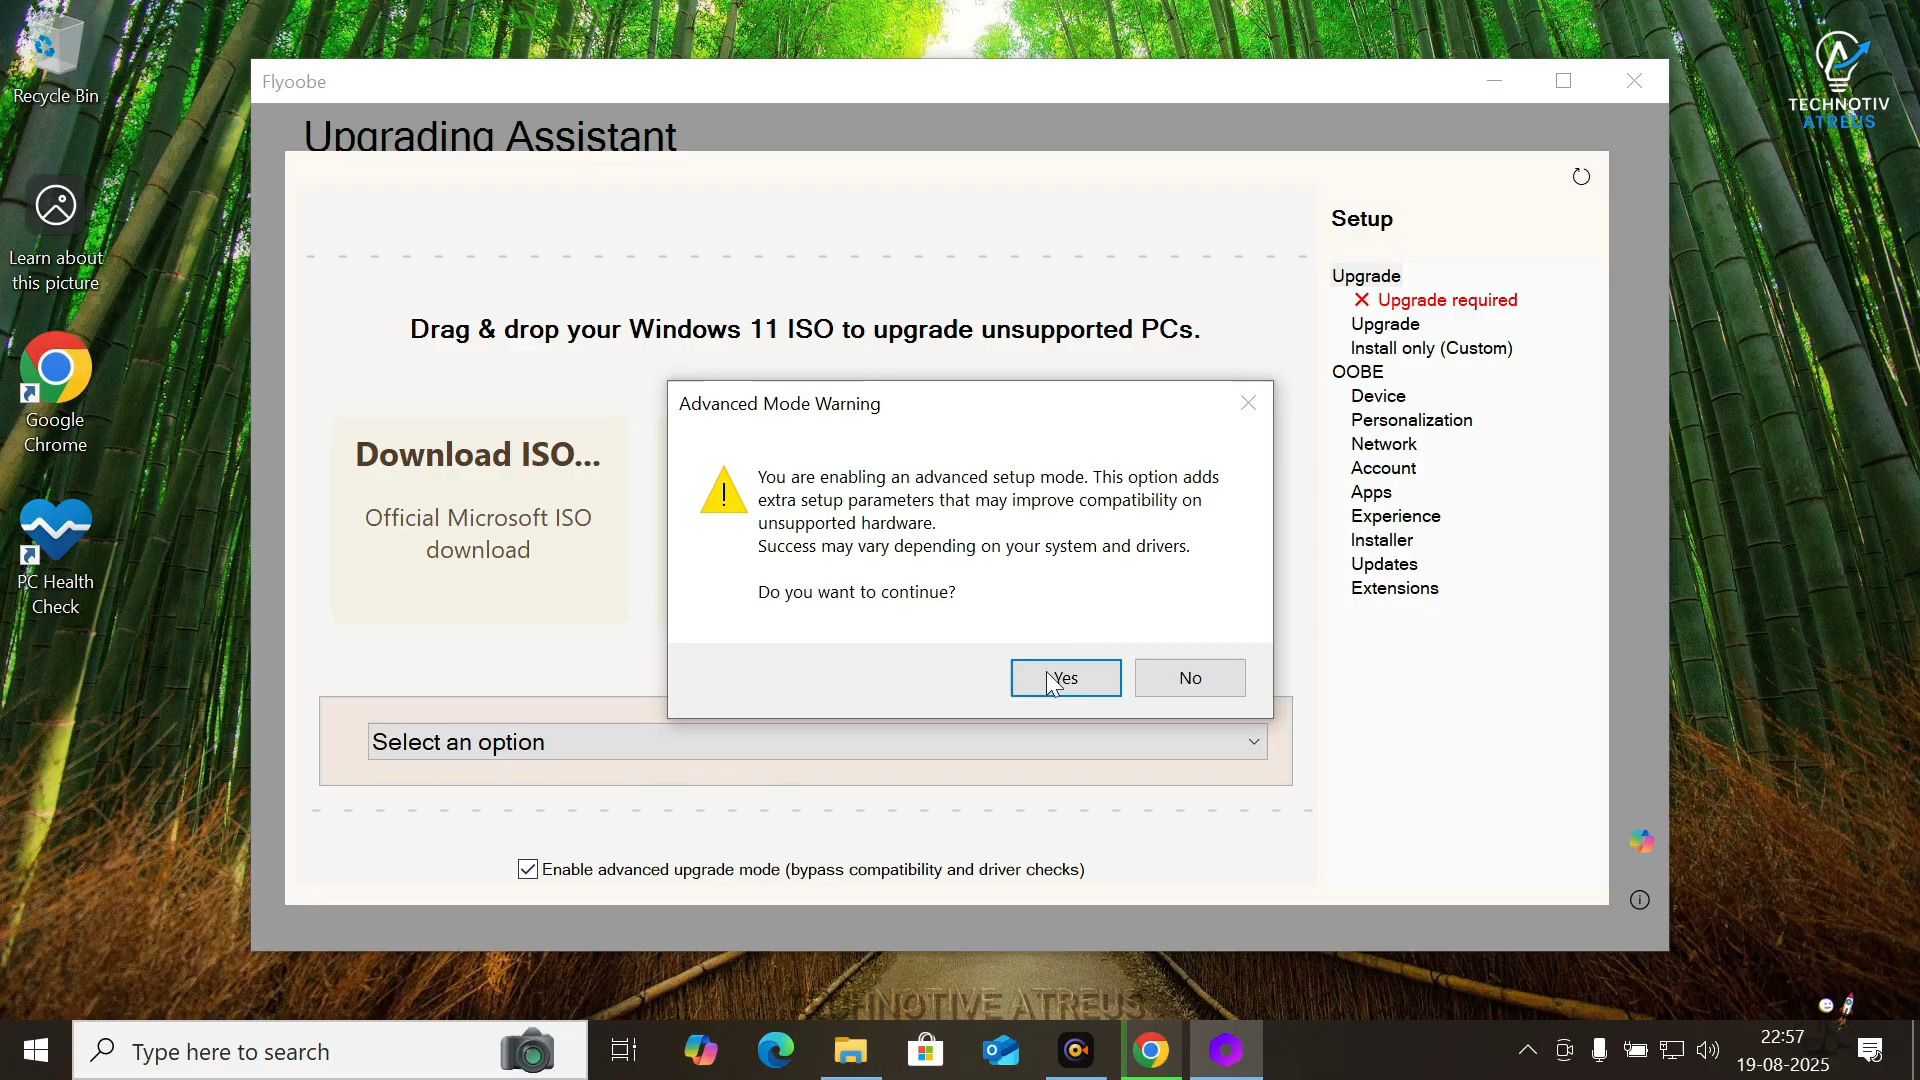 Recycle Bin
Learn about
this picture
Google
Chrome
PC Health
Check
TECHNOTIV
ATREUS
Flyoobe
Upgrading Assistant
Drag & drop your Windows 11 ISO to upgrade unsupported PCs.
Download ISO...
Official Microsoft ISO
download
Advanced Mode Warning
You are enabling an advanced setup mode. This option adds
extra setup parameters that may improve compatibility on
unsupported hardware.
Success may vary depending on your system and drivers.
Do you want to continue?
Yes
No
Select an option
Enable advanced upgrade mode (bypass compatibility and driver checks)
Setup
Upgrade
Upgrade required
Upgrade
Install only (Custom)
OOBE
Device
Personalization
Network
Account
Apps
Experience
Installer
Updates
Extensions
TECHNOTIVE ATREUS
Type here to search
22:57
19-08-2025